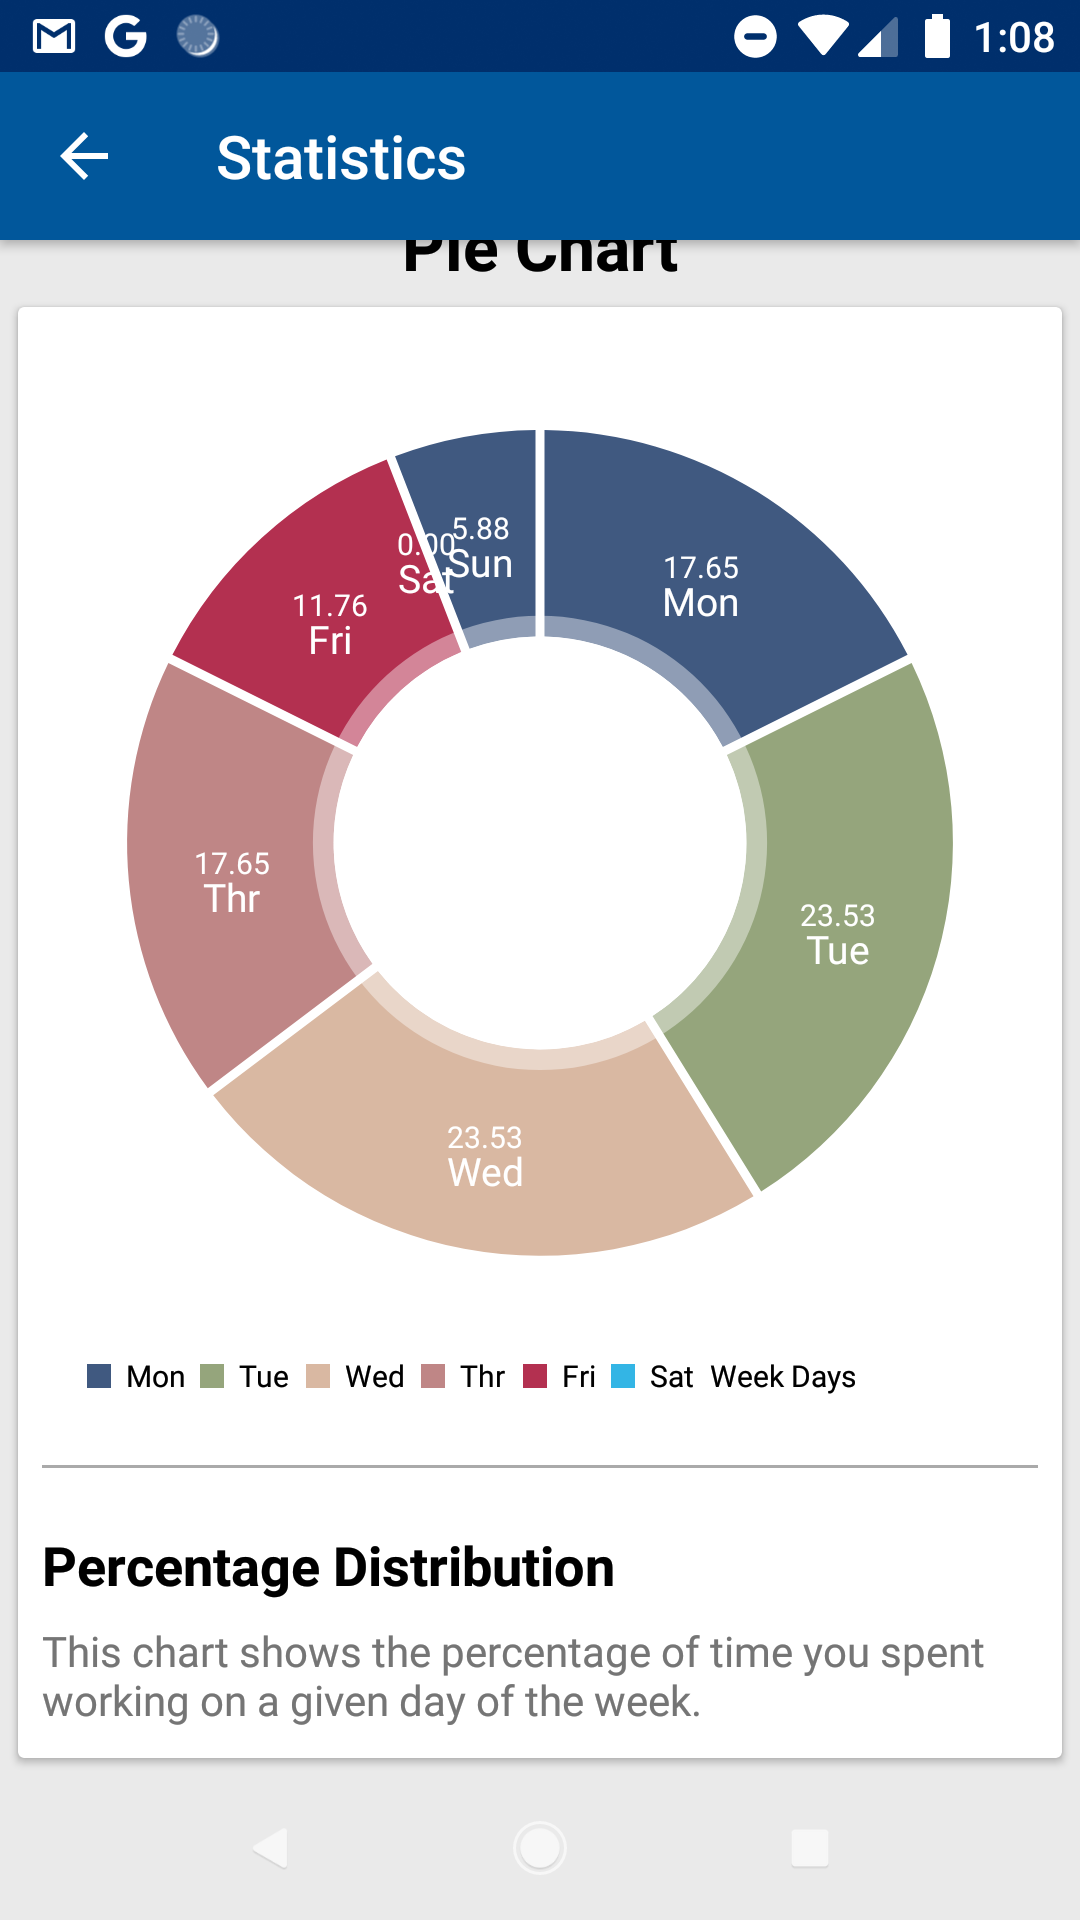 1:08
Statistics
Pie Chart
5.88
Sun
0.00
Sat
17.65
Mon
11.76
Fri
17.65
Thr
23.53
Tue
23.53
Wed
Mon Tue Wed Thr Fri Sat Week Days
Percentage Distribution
This chart shows the percentage of time you spent
working on a given day of the week.